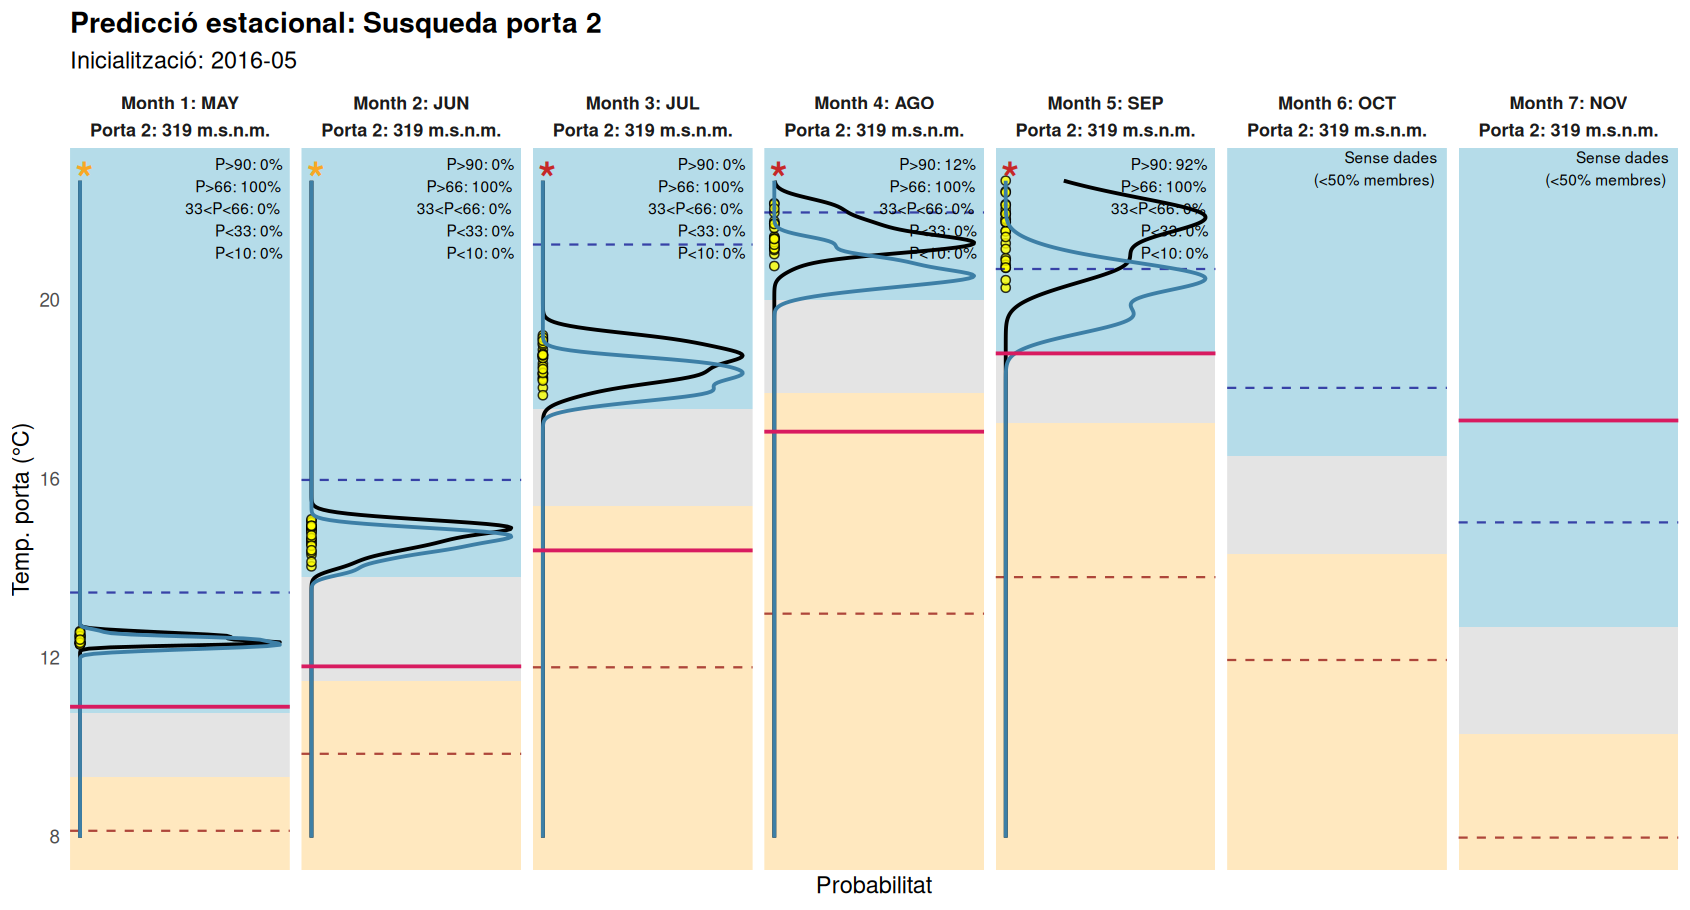 Predicció estacional: Susqueda porta 2
Inicialització: 2016-05
Month 1: MAY
Porta 2: 319 m.s.n.m.
P>90: 0%
P>66: 100%
33<P<66: 0%
P<33: 0%
P<10: 0%
Month 2: JUN
Porta 2: 319 m.s.n.m.
P>90: 0%
P>66: 100%
33<P<66: 0%
P<33: 0%
P<10: 0%
Month 3: JUL
Porta 2: 319 m.s.n.m.
P>90: 0%
P>66: 100%
33<P<66: 0%
P<33: 0%
P<10: 0%
Month 4: AGO
Porta 2: 319 m.s.n.m.
P>90: 12%
P>66: 100%
33<P<66: 0%
P<33: 0%
P<10: 0%
Month 5: SEP
Porta 2: 319 m.s.n.m.
P>90: 92%
P>66: 100%
33<P<66: 0%
P<33: 0%
P<10: 0%
Month 6: OCT
Porta 2: 319 m.s.n.m.
Sense dades
(<50% membres)
Month 7: NOV
Porta 2: 319 m.s.n.m.
Sense dades
(<50% membres)
Temp. porta (°C)
20
16
12
8
Probabilitat